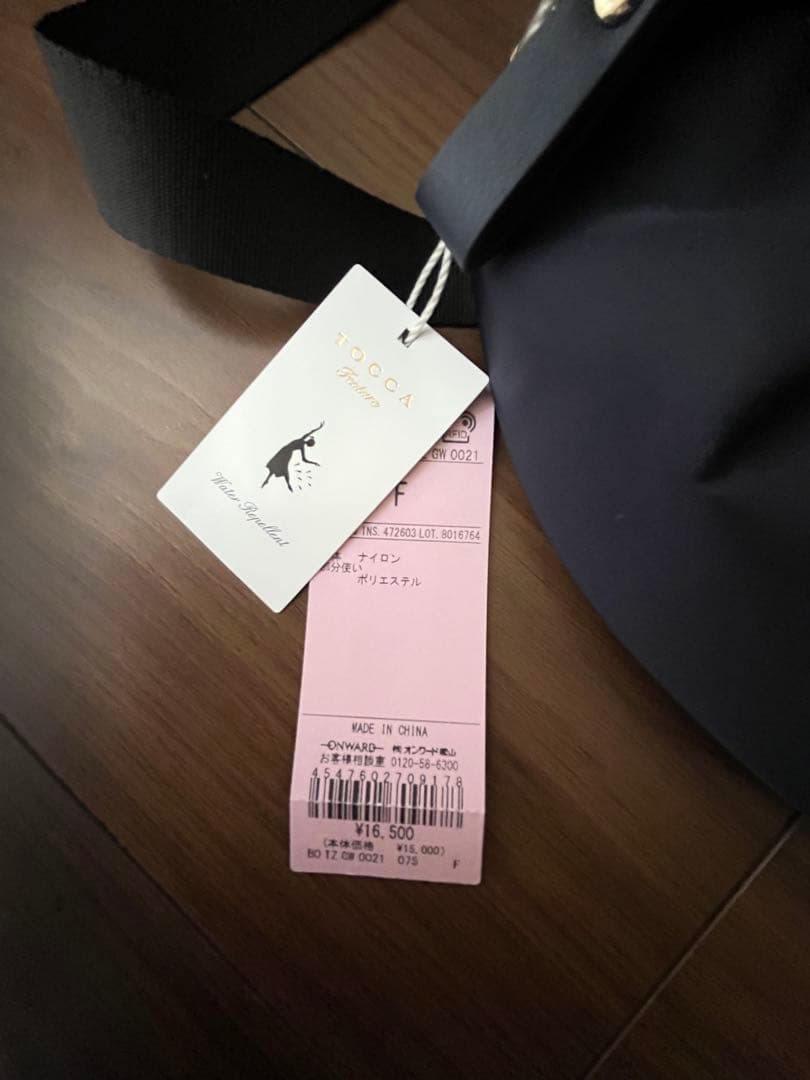 TOCCA
Feature
Water Repellent
RFID
GW 0021
F
INS. 472603 LOT. 8016764
ナイロン
部分使い
ポリエステル
MADE IN CHINA
ONWARD ㈱オンワード樫山
お客様相談室 0120-58-6300
4547602709178
¥16,500
(本体価格 ¥15,000)
BO TZ GW 0021 075 F